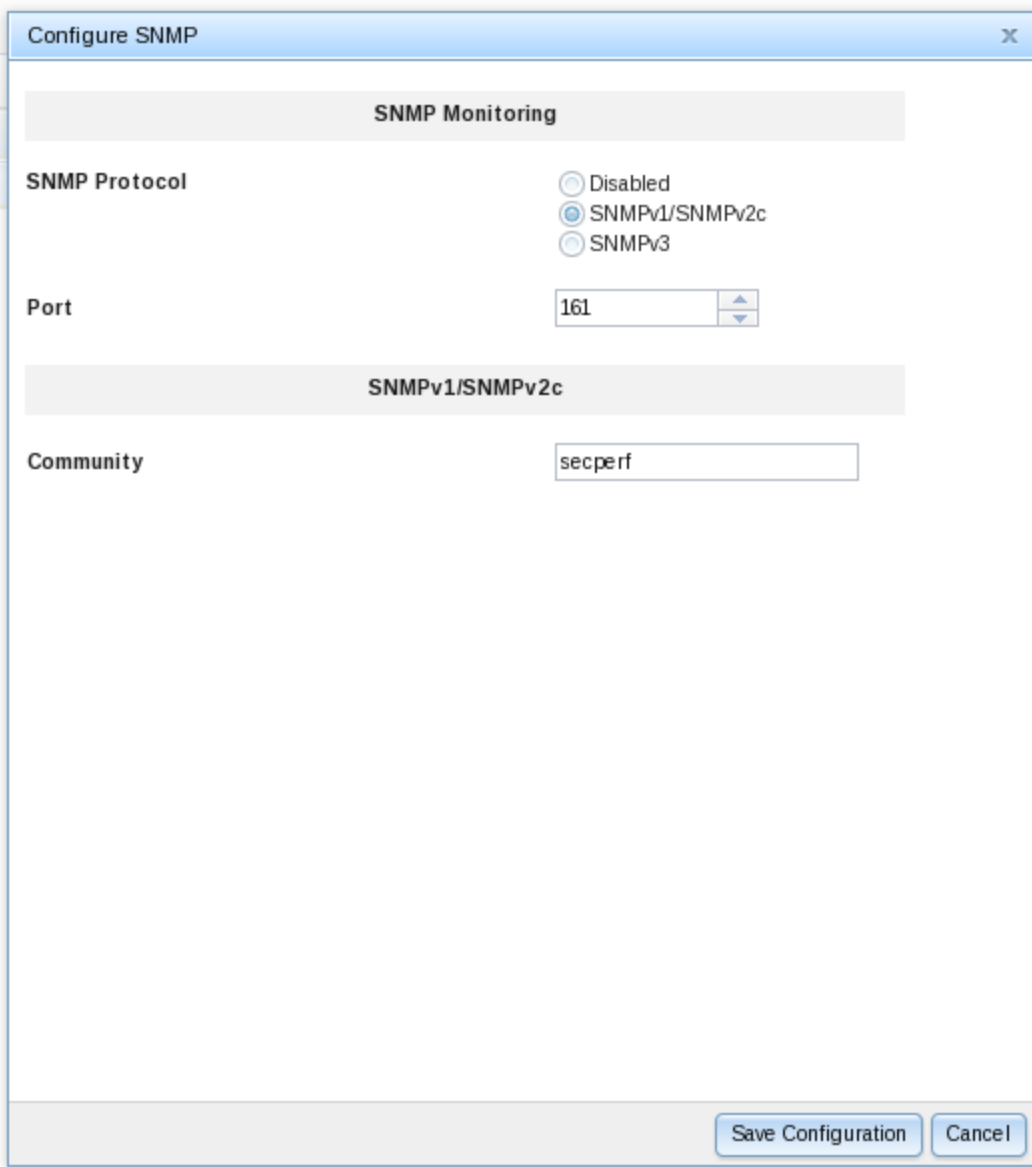 Configure SNMP x
SNMP Monitoring
SNMP Protocol
Disabled
SNMPv1/SNMPv2c
SNMPv3
Port 161
SNMPv1/SNMPv2c
Community secperf
Save Configuration Cancel